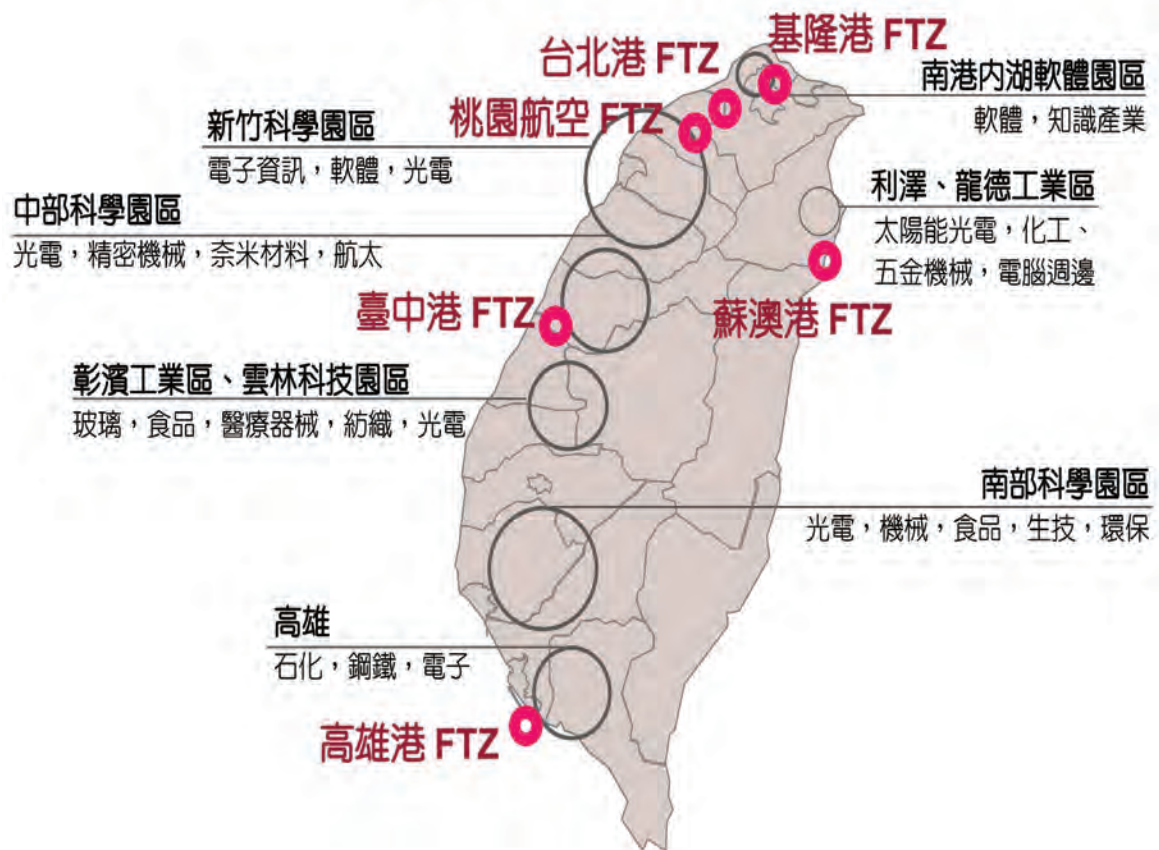 基隆港 FTZ
台北港 FTZ
南港内湖軟體園區
軟體，知識產業
桃園航空 FTZ
新竹科學園區
電子資訊，軟體，光電
利澤、龍德工業區
太陽能光電，化工、
五金機械，電腦週邊
中部科學園區
光電，精密機械，奈米材料，航太
臺中港 FTZ
蘇澳港 FTZ
彰濱工業區、雲林科技園區
玻璃，食品，醫療器械，紡織，光電
南部科學園區
光電，機械，食品，生技，環保
高雄
石化，鋼鐵，電子
高雄港 FTZ